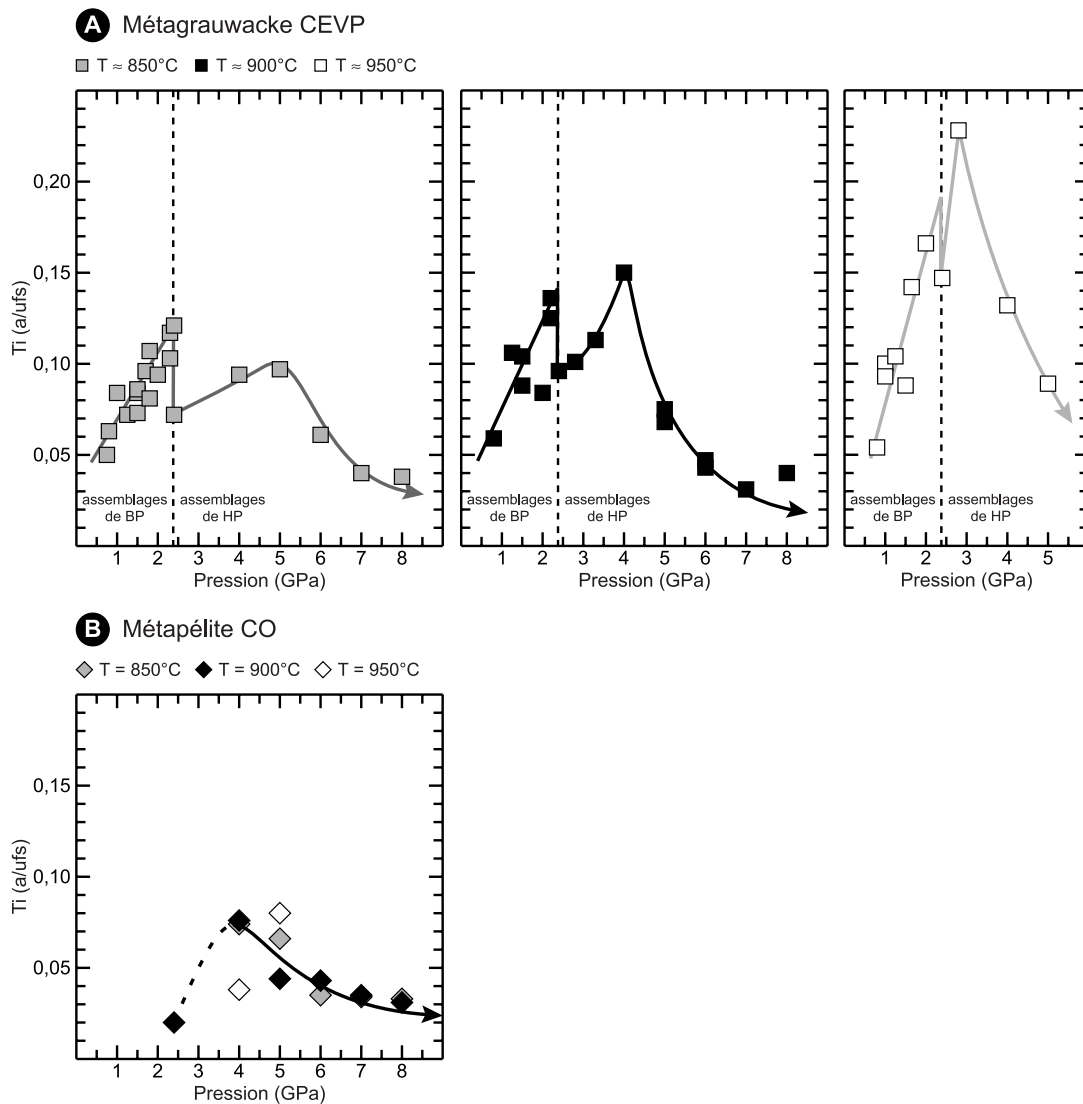 A Métagrauwacke CEVP
T ≈ 850°C T ≈ 900°C T ≈ 950°C
Ti (a/ufs)
0,20
0,15
0,10
0,05
assemblages de BP
assemblages de HP
1 2 3 4 5 6 7 8
Pression (GPa)
assemblages de BP
assemblages de HP
1 2 3 4 5 6 7 8
Pression (GPa)
assemblages de BP
assemblages de HP
1 2 3 4 5
Pression (GPa)
B Métapélite CO
T = 850°C T = 900°C T = 950°C
Ti (a/ufs)
0,15
0,10
0,05
1 2 3 4 5 6 7 8
Pression (GPa)